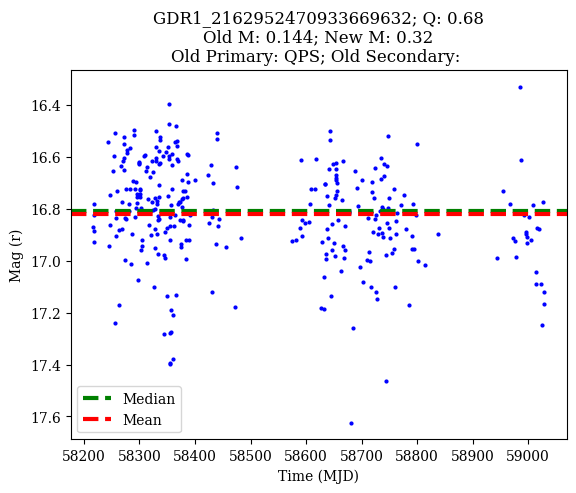 GDR1_2162952470933669632; Q: 0.68
Old M: 0.144; New M: 0.32
Old Primary: QPS; Old Secondary:
16.4
16.6
16.8
17.0
17.2
17.4
17.6
Mag (r)
Median
Mean
58200 58300 58400 58500 58600 58700 58800 58900 59000
Time (MJD)